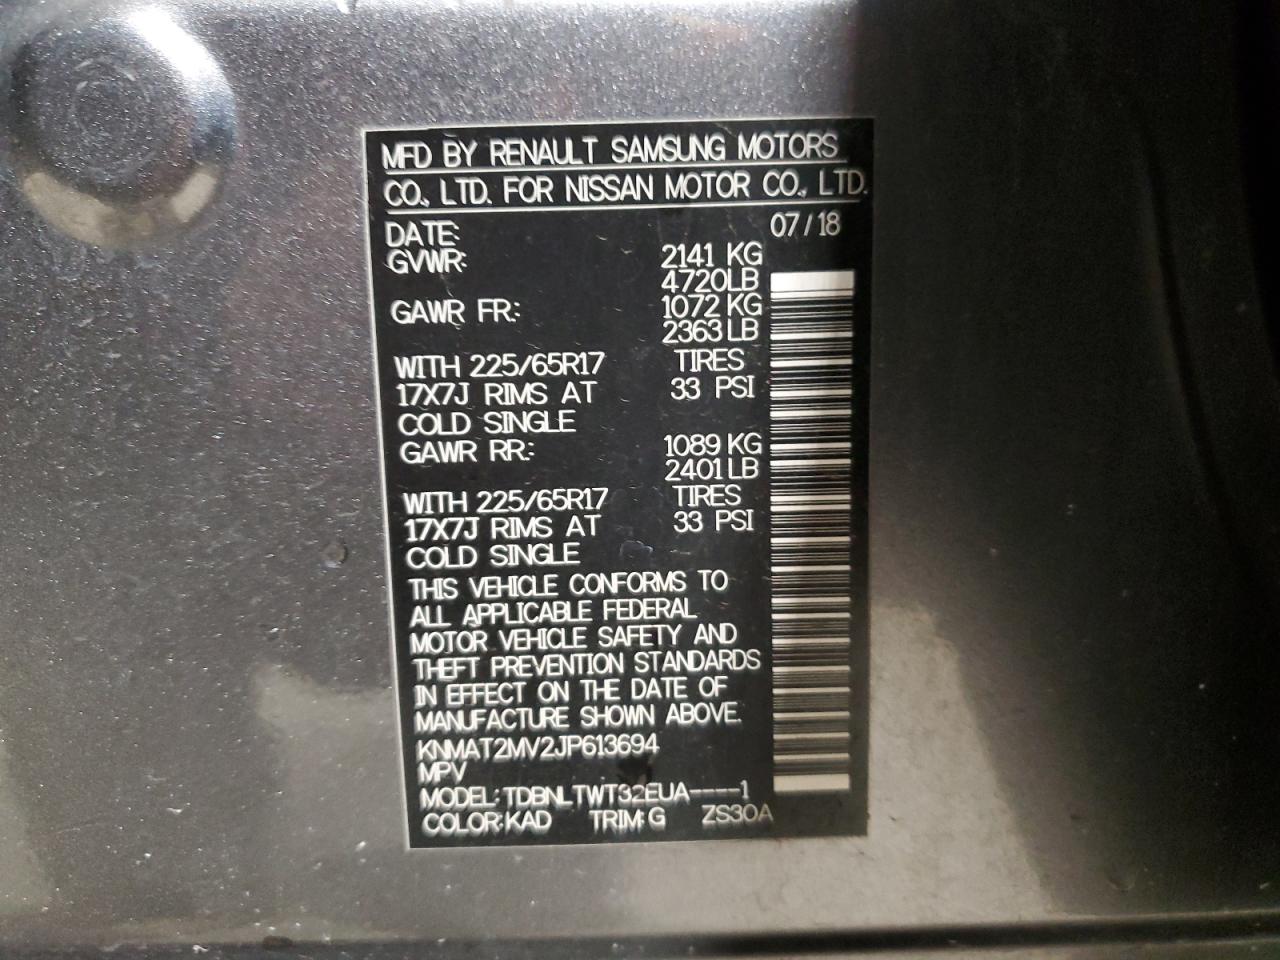 MFD BY RENAULT SAMSUNG MOTORS
CO., LTD. FOR NISSAN MOTOR CO., LTD.
DATE: 07/18
GVWR: 2141 KG
4720LB
GAWR FR: 1072 KG
2363LB
WITH 225/65R17 TIRES
17X7J RIMS AT 33 PSI
COLD SINGLE
GAWR RR: 1089 KG
2401LB
WITH 225/65R17 TIRES
17X7J RIMS AT 33 PSI
COLD SINGLE
THIS VEHICLE CONFORMS TO
ALL APPLICABLE FEDERAL
MOTOR VEHICLE SAFETY AND
THEFT PREVENTION STANDARDS
IN EFFECT ON THE DATE OF
MANUFACTURE SHOWN ABOVE.
KNMAT2MV2JP613694
MPV
MODEL: TDBNLTWT32EUA----1
COLOR:KAD TRIM:G ZS30A